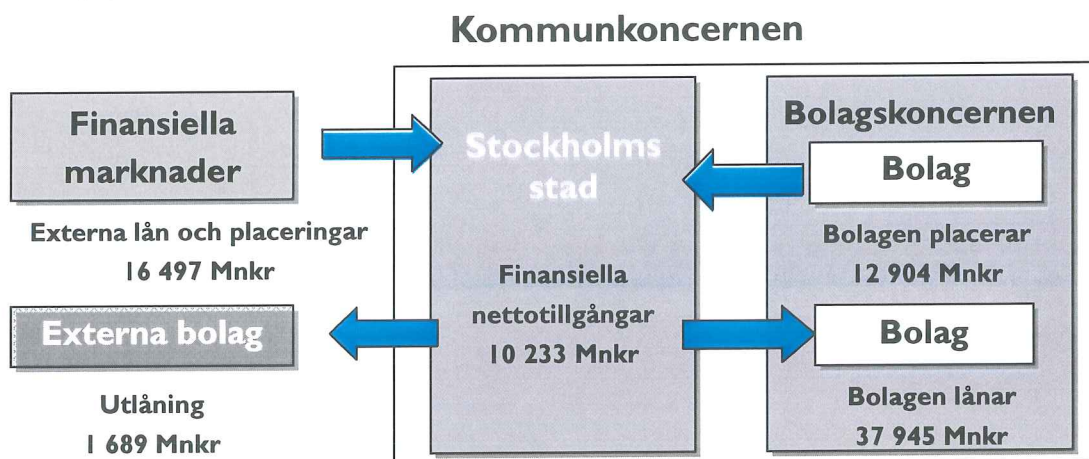 Kommunkoncernen
Finansiella
marknader
Externa lån och placeringar
16 497 Mnkr
Externa bolag
Utlåning
1 689 Mnkr
Stockholms
stad
Finansiella
nettotillgångar
10 233 Mnkr
Bolagskoncernen
Bolag
Bolagen placerar
12 904 Mnkr
Bolag
Bolagen lånar
37 945 Mnkr